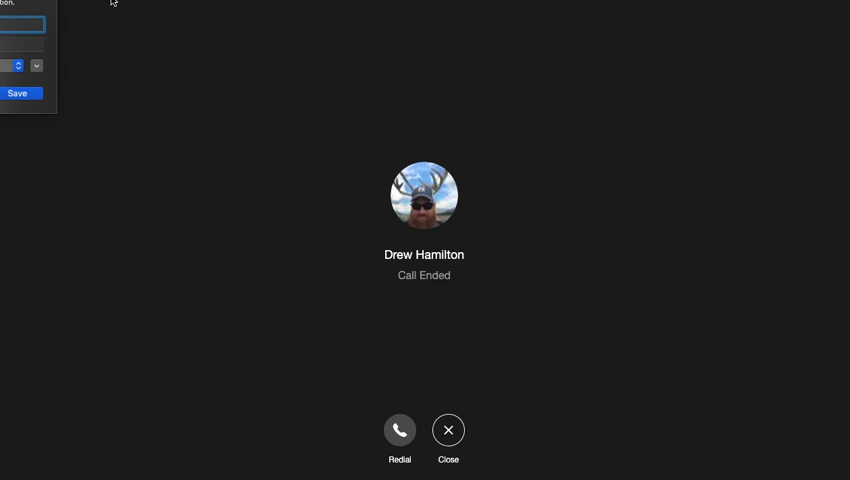 tion.
Save
Drew Hamilton
Call Ended
Redial
Close